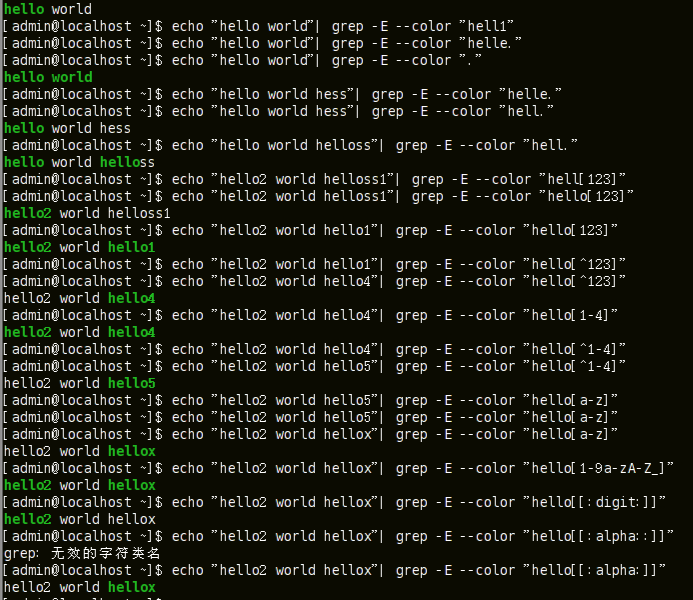 hello world
[admin@localhost ~]$ echo "hello world"| grep -E --color "hell1"
[admin@localhost ~]$ echo "hello world"| grep -E --color "helle."
[admin@localhost ~]$ echo "hello world"| grep -E --color "."
hello world
[admin@localhost ~]$ echo "hello world hess"| grep -E --color "helle."
[admin@localhost ~]$ echo "hello world hess"| grep -E --color "hell."
hello world hess
[admin@localhost ~]$ echo "hello world helloss"| grep -E --color "hell."
hello world helloss
[admin@localhost ~]$ echo "hello2 world helloss1"| grep -E --color "hell[123]"
[admin@localhost ~]$ echo "hello2 world helloss1"| grep -E --color "hello[123]"
hello2 world helloss1
[admin@localhost ~]$ echo "hello2 world hello1"| grep -E --color "hello[123]"
hello2 world hello1
[admin@localhost ~]$ echo "hello2 world hello1"| grep -E --color "hello[^123]"
[admin@localhost ~]$ echo "hello2 world hello4"| grep -E --color "hello[^123]"
hello2 world hello4
[admin@localhost ~]$ echo "hello2 world hello4"| grep -E --color "hello[1-4]"
hello2 world hello4
[admin@localhost ~]$ echo "hello2 world hello4"| grep -E --color "hello[^1-4]"
[admin@localhost ~]$ echo "hello2 world hello5"| grep -E --color "hello[^1-4]"
hello2 world hello5
[admin@localhost ~]$ echo "hello2 world hello5"| grep -E --color "hello[a-z]"
[admin@localhost ~]$ echo "hello2 world hello5"| grep -E --color "hello[a-z]"
[admin@localhost ~]$ echo "hello2 world hellox"| grep -E --color "hello[a-z]"
hello2 world hellox
[admin@localhost ~]$ echo "hello2 world hellox"| grep -E --color "hello[1-9a-zA-Z_]"
hello2 world hellox
[admin@localhost ~]$ echo "hello2 world hellox"| grep -E --color "hello[[:digit:]]"
hello2 world hellox
[admin@localhost ~]$ echo "hello2 world hellox"| grep -E --color "hello[[:alpha::]]"
grep: 无效的字符类名
[admin@localhost ~]$ echo "hello2 world hellox"| grep -E --color "hello[[:alpha:]]"
hello2 world hellox